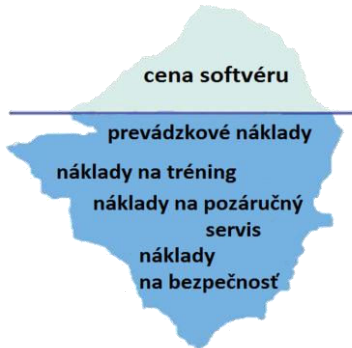 cena softvéru
prevádzkové náklady
náklady na tréning
náklady na pozáručný
servis
náklady
na bezpečnosť